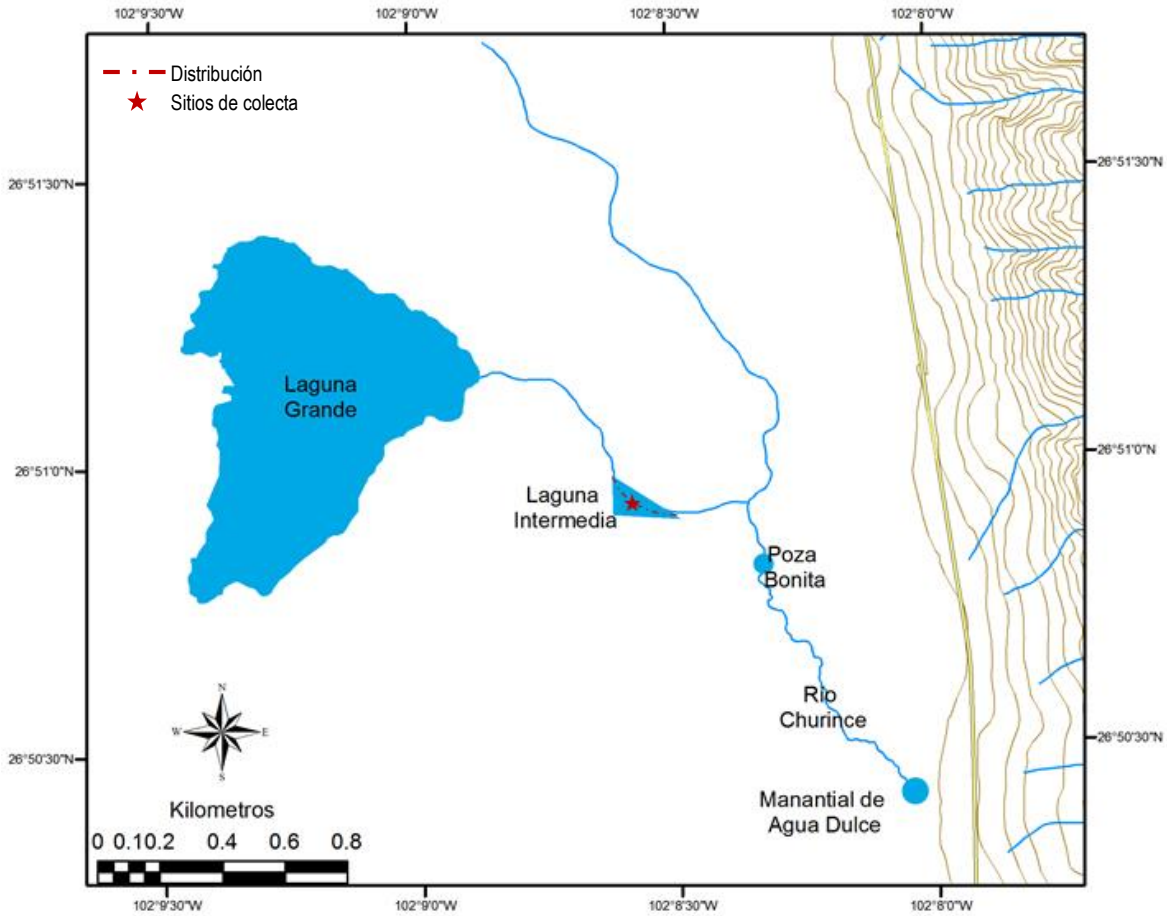 102°9'30"W
102°9'0"W
102°8'30"W
102°8'0"W
Distribución
Sitios de colecta
26°51'30"N
26°51'30"N
Laguna
Grande
26°51'0"N
26°51'0"N
Laguna
Intermedia
Poza
Bonita
Río
Churince
N
W
E
S
26°50'30"N
26°50'30"N
Manantial de
Agua Dulce
Kilometros
0 0.1 0.2 0.4 0.6 0.8
102°9'30"W
102°9'0"W
102°8'30"W
102°8'0"W